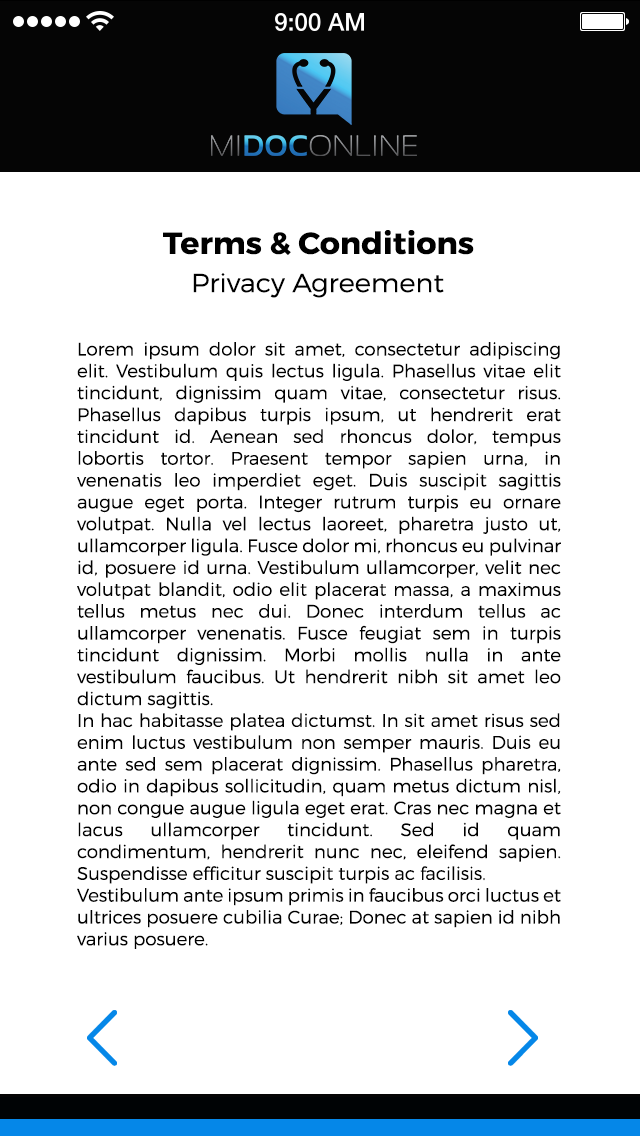 9:00 AM
MIDOCONLINE
Terms & Conditions
Privacy Agreement
Lorem ipsum dolor sit amet, consectetur adipiscing
elit. Vestibulum quis lectus ligula. Phasellus vitae elit
tincidunt, dignissim quam vitae, consectetur risus.
Phasellus dapibus turpis ipsum, ut hendrerit erat
tincidunt id. Aenean sed rhoncus dolor, tempus
lobortis tortor. Praesent tempor sapien urna, in
venenatis leo imperdiet eget. Duis suscipit sagittis
augue eget porta. Integer rutrum turpis eu ornare
volutpat. Nulla vel lectus laoreet, pharetra justo ut,
ullamcorper ligula. Fusce dolor mi, rhoncus eu pulvinar
id, posuere id urna. Vestibulum ullamcorper, velit nec
volutpat blandit, odio elit placerat massa, a maximus
tellus metus nec dui. Donec interdum tellus ac
ullamcorper venenatis. Fusce feugiat sem in turpis
tincidunt dignissim. Morbi mollis nulla in ante
vestibulum faucibus. Ut hendrerit nibh sit amet leo
dictum sagittis.
In hac habitasse platea dictumst. In sit amet risus sed
enim luctus vestibulum non semper mauris. Duis eu
ante sed sem placerat dignissim. Phasellus pharetra,
odio in dapibus sollicitudin, quam metus dictum nisl,
non congue augue ligula eget erat. Cras nec magna et
lacus ullamcorper tincidunt. Sed id quam
condimentum, hendrerit nunc nec, eleifend sapien.
Suspendisse efficitur suscipit turpis ac facilisis.
Vestibulum ante ipsum primis in faucibus orci luctus et
ultrices posuere cubilia Curae; Donec at sapien id nibh
varius posuere.